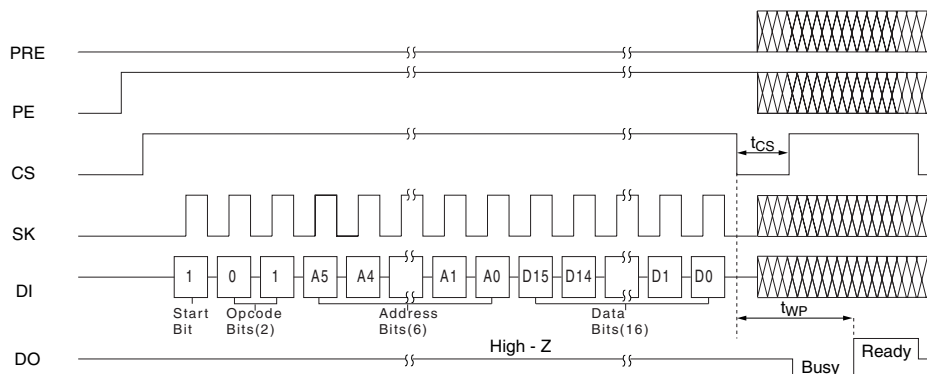 PRE
PE
CS
tCS
SK
DI
1 0 1 A5 A4 A1 A0 D15 D14 D1 D0
Start Bit
Opcode Bits(2)
Address Bits(6)
Data Bits(16)
tWP
DO
High - Z
Busy
Ready